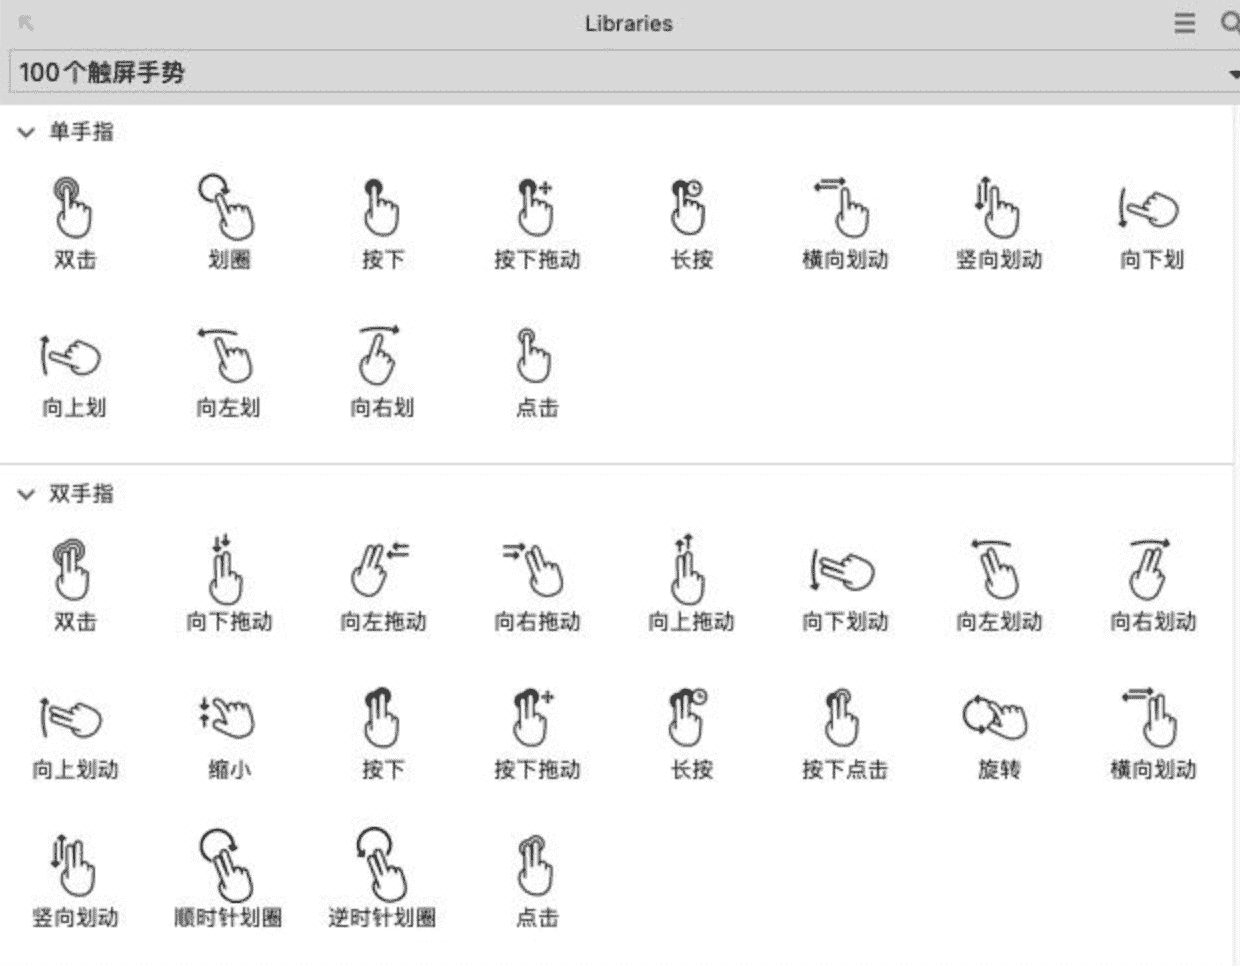 Libraries
100个触屏手势
单手指
双击 划圈 按下 按下拖动 长按 横向划动 竖向划动 向下划
向上划 向左划 向右划 点击
双手指
双击 向下拖动 向左拖动 向右拖动 向上拖动 向下划动 向左划动 向右划动
向上划动 缩小 按下 按下拖动 长按 按下点击 旋转 横向划动
竖向划动 顺时针划圈 逆时针划圈 点击